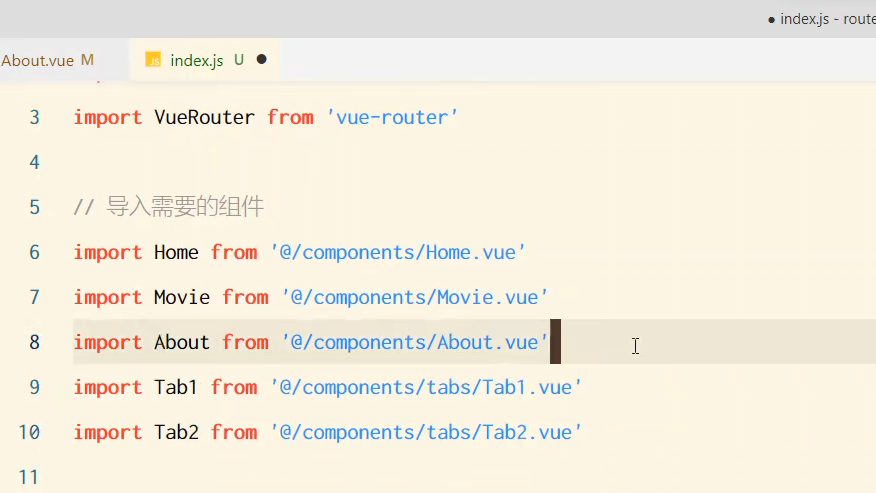 ● index.js - route
About.vue M
JS index.js U ●
3 import VueRouter from 'vue-router'
4
5 // 导入需要的组件
6 import Home from '@/components/Home.vue'
7 import Movie from '@/components/Movie.vue'
8 import About from '@/components/About.vue'
9 import Tab1 from '@/components/tabs/Tab1.vue'
10 import Tab2 from '@/components/tabs/Tab2.vue'
11